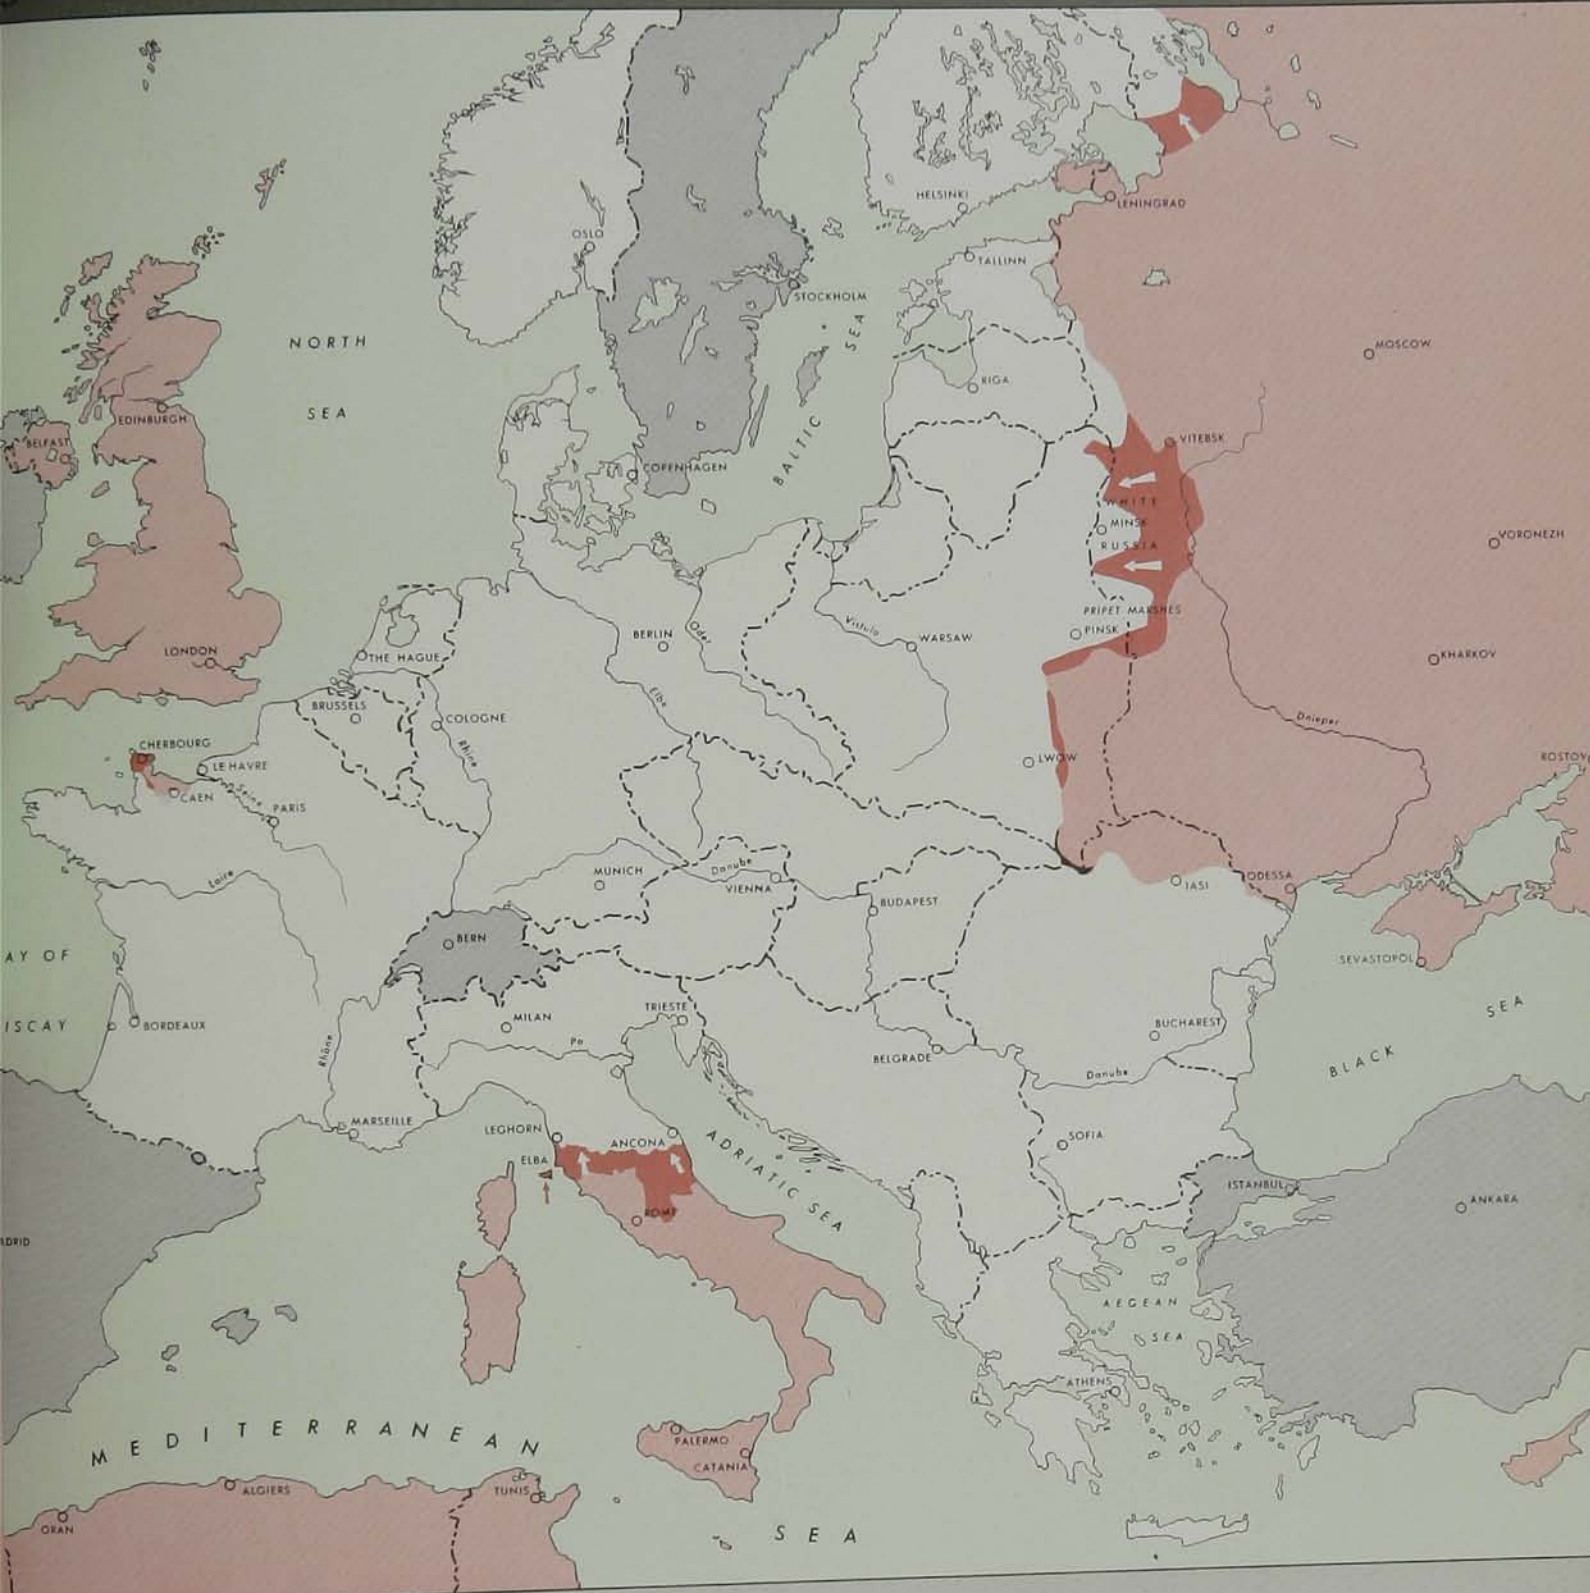 HELSINKI
LENINGRAD
OSLO
TALLINN
STOCKHOLM
NORTH
SEA
MOSCOW
RIGA
EDINBURGH
BELFAST
BALTIC
SEA
VITEBSK
COPENHAGEN
WHITE
RUSSIA
MINSK
VORONEZH
PRIPET MARSHES
PINSK
Vistula
WARSAW
BERLIN
Oder
LONDON
THE HAGUE
KHARKOV
BRUSSELS
COLOGNE
Elbe
Rhine
Dnieper
CHERBOURG
LE HAVRE
LWOW
ROSTOV
CAEN
Seine
PARIS
Loire
MUNICH
Danube
VIENNA
IASI
ODESSA
BUDAPEST
BERN
AY OF
ISCAY
SEVASTOPOL
TRIESTE
MILAN
BORDEAUX
Po
Rhône
BUCHAREST
BELGRADE
Danube
BLACK
SEA
MARSEILLE
LEGHORN
ANCONA
SOFIA
ELBA
ADRIATIC SEA
ISTANBUL
ANKARA
ROME
ADRID
AEGEAN
SEA
ATHENS
MEDITERRANEAN
SEA
PALERMO
CATANIA
ALGIERS
TUNIS
ORAN